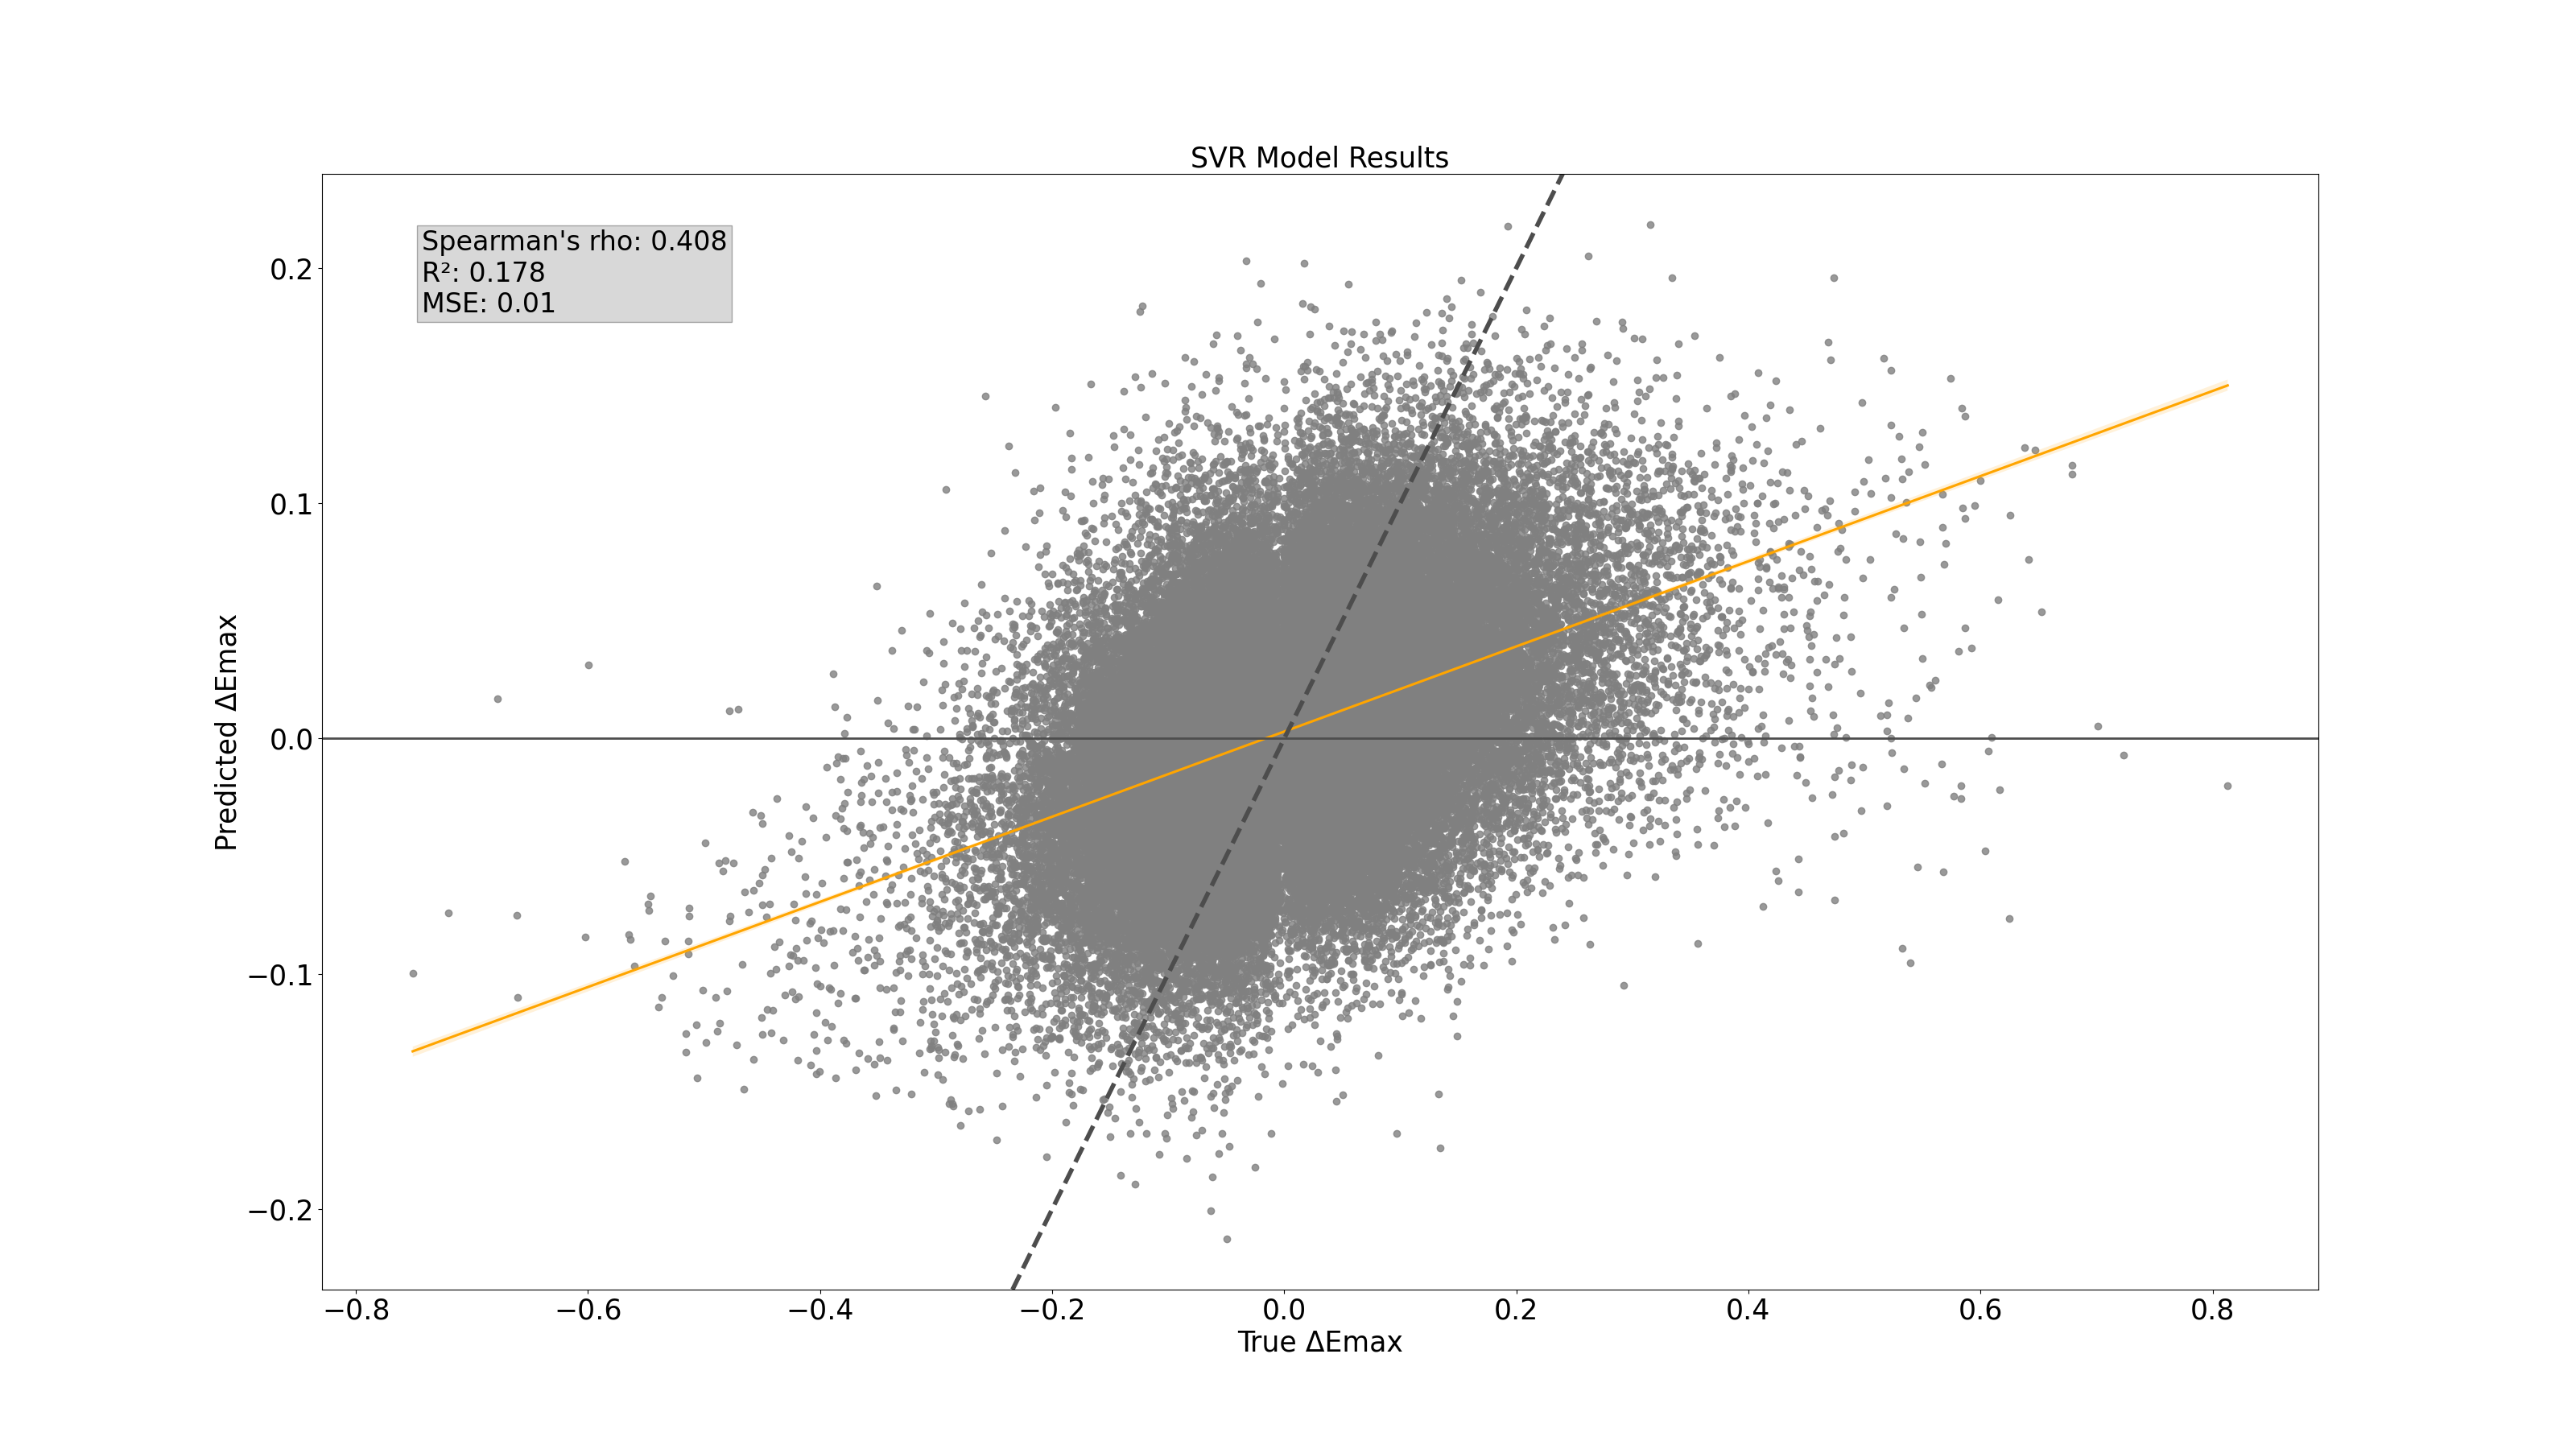 SVR Model Results
Spearman's rho: 0.408
R²: 0.178
MSE: 0.01
Predicted ΔEmax
0.2
0.1
0.0
−0.1
−0.2
−0.8 −0.6 −0.4 −0.2 0.0 0.2 0.4 0.6 0.8
True ΔEmax